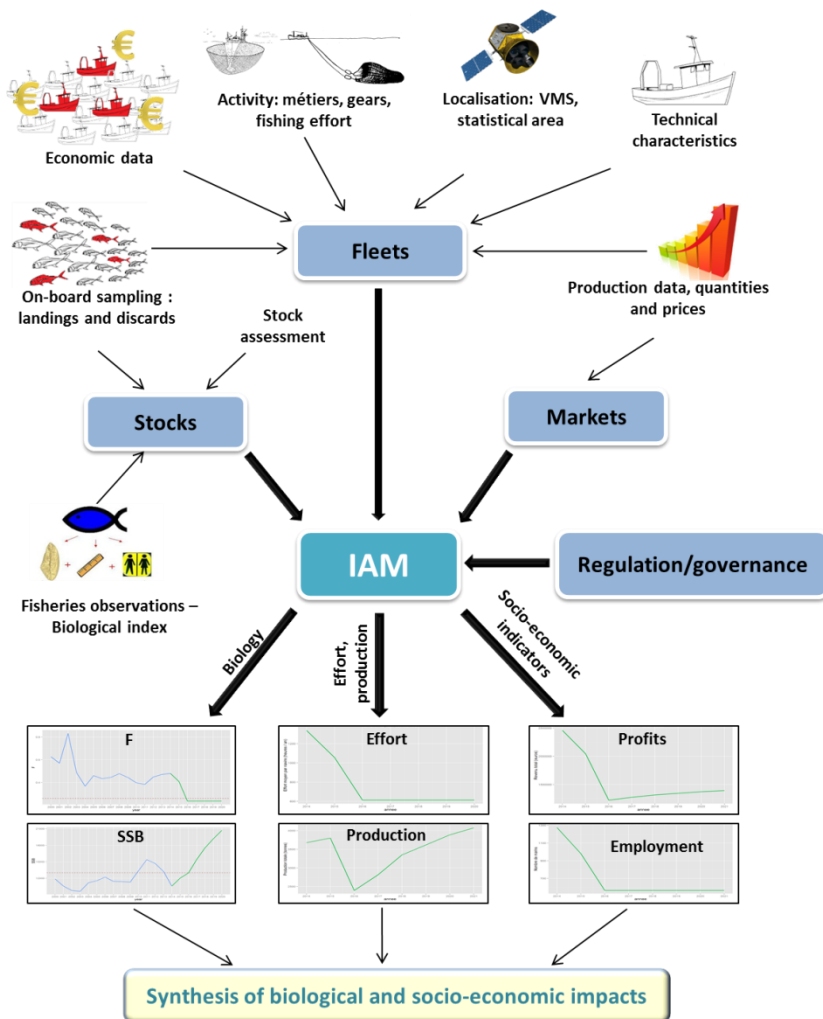 Activity: métiers, gears,
fishing effort
Localisation: VMS,
statistical area
Technical
characteristics
Economic data
Fleets
On-board sampling :
landings and discards
Production data, quantities
and prices
Stock
assessment
Stocks
Markets
IAM
Regulation/governance
Fisheries observations –
Biological index
Biology
Effort,
production
Socio-economic
indicators
F
Effort
Profits
SSB
Production
Employment
Synthesis of biological and socio-economic impacts